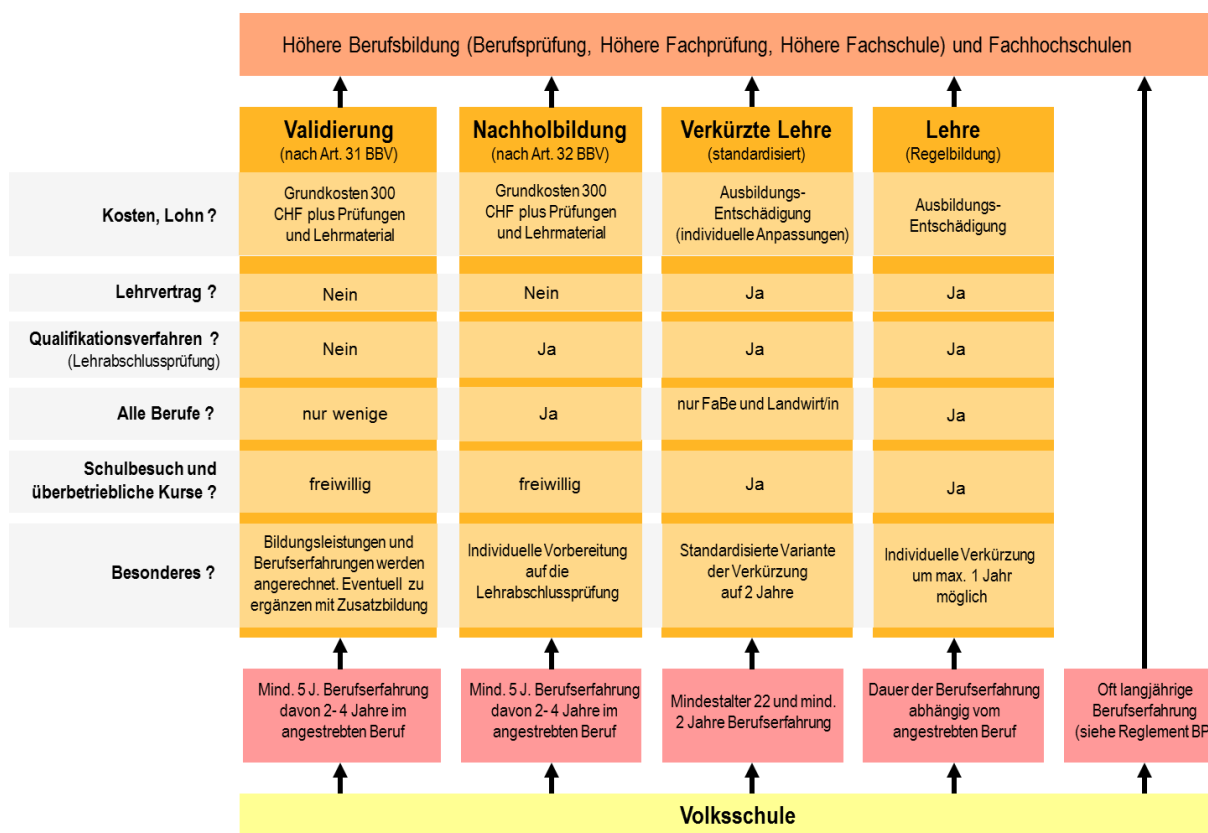 Höhere Berufsbildung (Berufsprüfung, Höhere Fachprüfung, Höhere Fachschule) und Fachhochschulen
Validierung
(nach Art. 31 BBV)
Nachholbildung
(nach Art. 32 BBV)
Verkürzte Lehre
(standardisiert)
Lehre
(Regelbildung)
Kosten, Lohn ?
Grundkosten 300
CHF plus Prüfungen
und Lehrmaterial
Grundkosten 300
CHF plus Prüfungen
und Lehrmaterial
Ausbildungs-
Entschädigung
(individuelle Anpassungen)
Ausbildungs-
Entschädigung
Lehrvertrag ?
Nein
Nein
Ja
Ja
Qualifikationsverfahren ?
(Lehrabschlussprüfung)
Nein
Ja
Ja
Ja
Alle Berufe ?
nur wenige
Ja
nur FaBe und Landwirt/in
Ja
Schulbesuch und
überbetriebliche Kurse ?
freiwillig
freiwillig
Ja
Ja
Besonderes ?
Bildungsleistungen und
Berufserfahrungen werden
angerechnet. Eventuell zu
ergänzen mit Zusatzbildung
Individuelle Vorbereitung
auf die
Lehrabschlussprüfung
Standardisierte Variante
der Verkürzung
auf 2 Jahre
Individuelle Verkürzung
um max. 1 Jahr
möglich
Mind. 5 J. Berufserfahrung
davon 2- 4 Jahre im
angestrebten Beruf
Mind. 5 J. Berufserfahrung
davon 2- 4 Jahre im
angestrebten Beruf
Mindestalter 22 und mind.
2 Jahre Berufserfahrung
Dauer der Berufserfahrung
abhängig vom
angestrebten Beruf
Oft langjährige
Berufserfahrung
(siehe Reglement BP
Volksschule